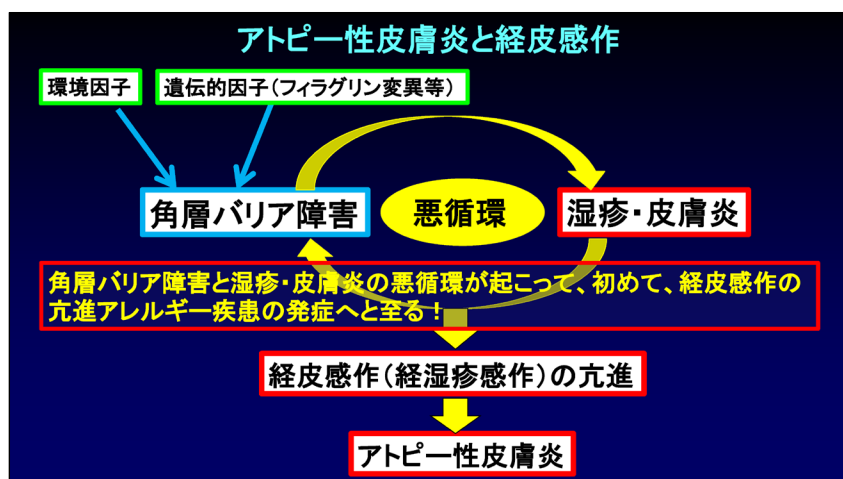 アトピー性皮膚炎と経皮感作
環境因子
遺伝的因子(フィラグリン変異等)
角層バリア障害
悪循環
湿疹・皮膚炎
角層バリア障害と湿疹・皮膚炎の悪循環が起こって、初めて、経皮感作の
亢進アレルギー疾患の発症へと至る!
経皮感作(経湿疹感作)の亢進
アトピー性皮膚炎